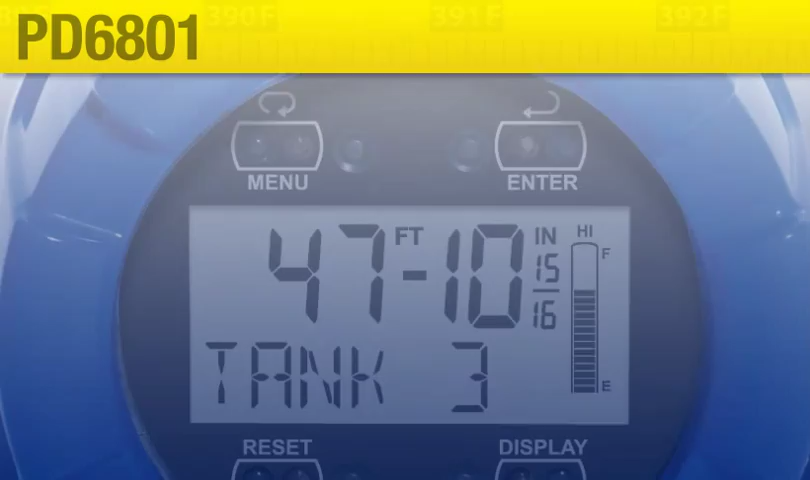 390F 391F 392F
PD6801
MENU ENTER
47 FT - 10 IN 15/16
HI
F
TANK 3
E
RESET DISPLAY